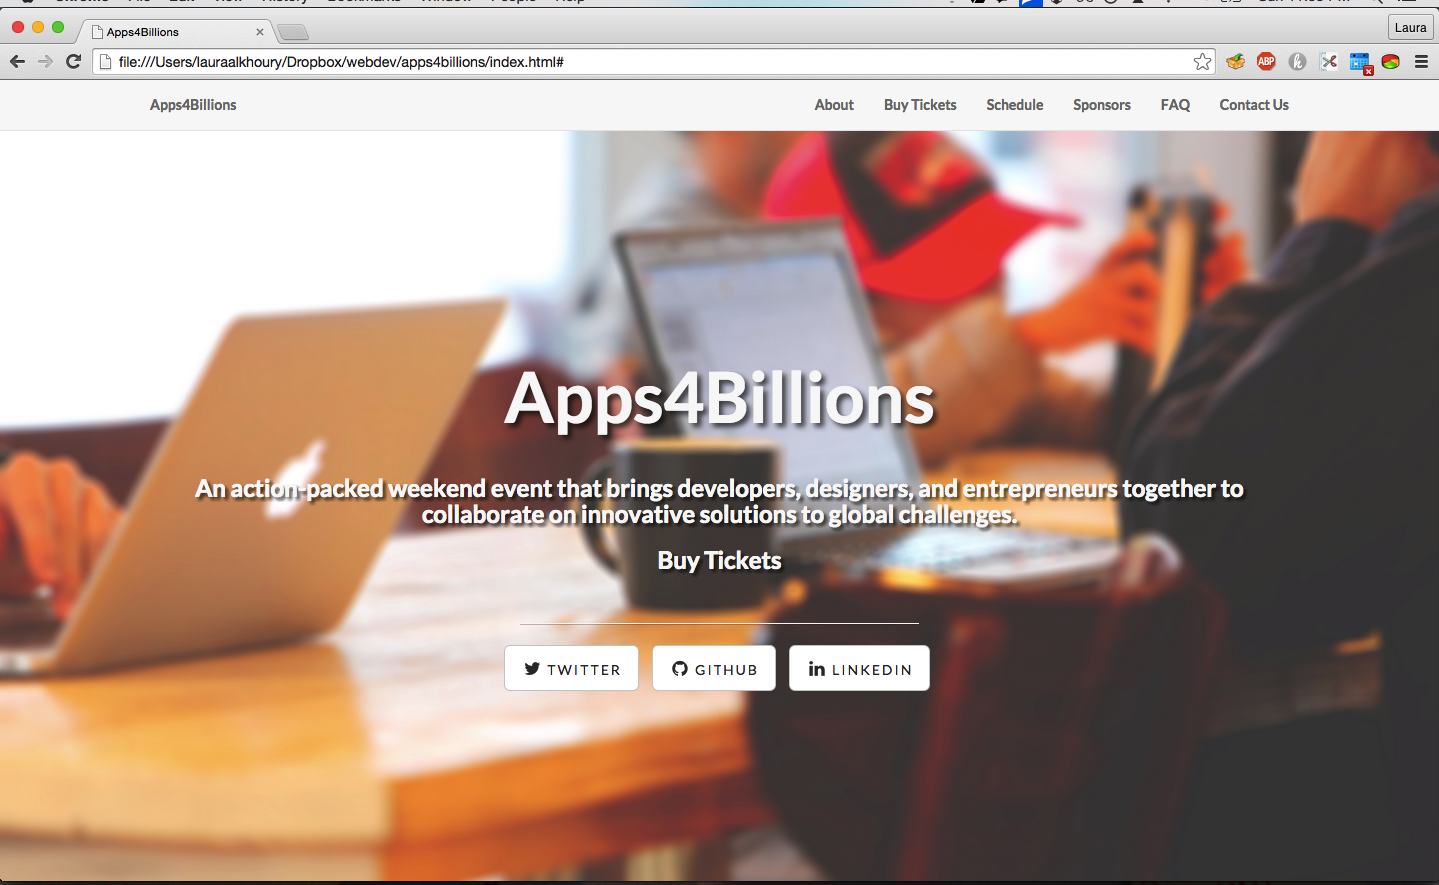 Apps4Billions
Laura
file:///Users/lauraalkhoury/Dropbox/webdev/apps4billions/index.html#
ABP
Apps4Billions About Buy Tickets Schedule Sponsors FAQ Contact Us
Apps4Billions
An action-packed weekend event that brings developers, designers, and entrepreneurs together to
collaborate on innovative solutions to global challenges.
Buy Tickets
TWITTER GITHUB LINKEDIN